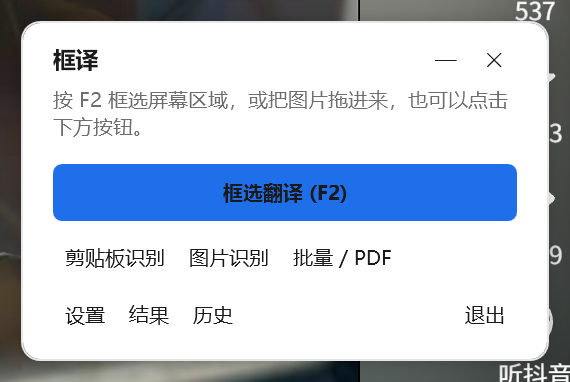 537
框译
按 F2 框选屏幕区域，或把图片拖进来，也可以点击
下方按钮。
3
框选翻译 (F2)
剪贴板识别 图片识别 批量 / PDF
9
设置 结果 历史 退出
听抖音